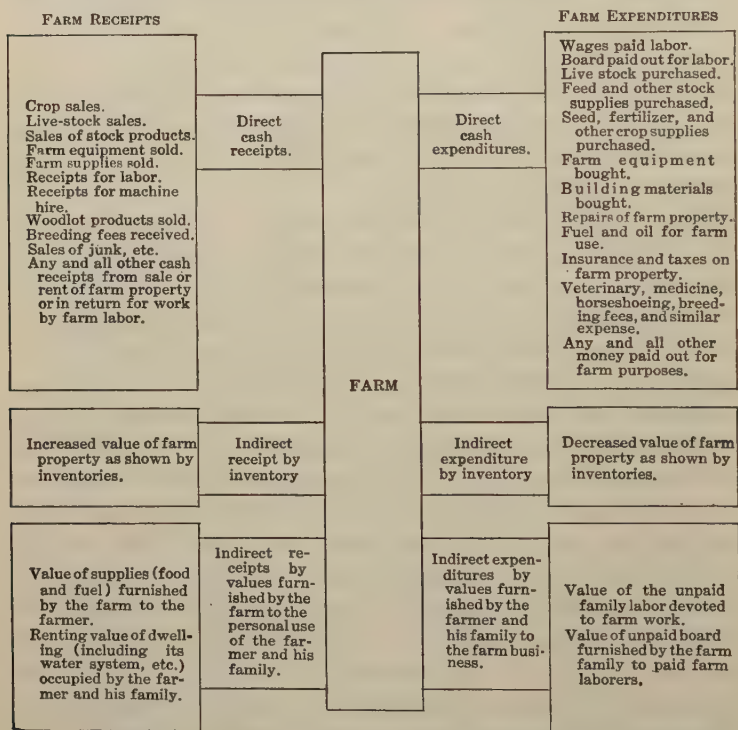 FARM RECEIPTS
Crop sales.
Live-stock sales.
Sales of stock products.
Farm equipment sold.
Farm supplies sold.
Receipts for labor.
Receipts for machine
hire.
Woodlot products sold.
Breeding fees received.
Sales of junk, etc.
Any and all other cash
receipts from sale or
rent of farm property
or in return for work
by farm labor.
Direct
cash
receipts.
FARM
Direct
cash
expenditures.
FARM EXPENDITURES
Wages paid labor.
Board paid out for labor.
Live stock purchased.
Feed and other stock
supplies purchased.
Seed, fertilizer, and
other crop supplies
purchased.
Farm equipment
bought.
Building materials
bought.
Repairs of farm property.
Fuel and oil for farm
use.
Insurance and taxes on
farm property.
Veterinary, medicine,
horseshoeing, breed-
ing fees, and similar
expense.
Any and all other
money paid out for
farm purposes.
Increased value of farm
property as shown by
inventories.
Indirect
receipt by
inventory
Indirect
expenditure
by inventory
Decreased value of farm
property as shown by
inventories.
Value of supplies (food
and fuel) furnished
by the farm to the
farmer.
Renting value of dwell-
ing (including its
water system, etc.)
occupied by the far-
mer and his family.
Indirect re-
ceipts by
values furn-
ished by the
farm to the
personal use
of the far-
mer and his
family.
Indirect expen-
ditures by
values furn-
ished by the
farmer and
his family to
the farm busi-
ness.
Value of the unpaid
family labor devoted
to farm work.
Value of unpaid board
furnished by the farm
family to paid farm
laborers.